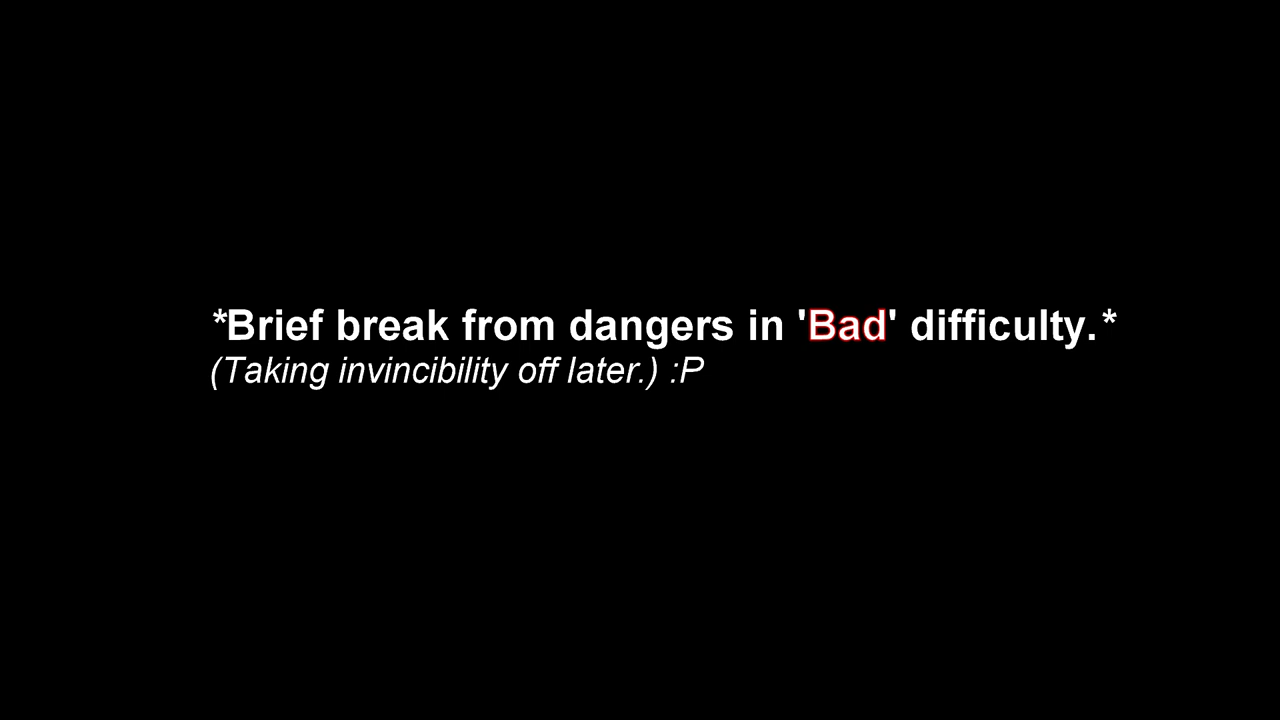 *Brief break from dangers in 'Bad' difficulty.*
(Taking invincibility off later.) :P